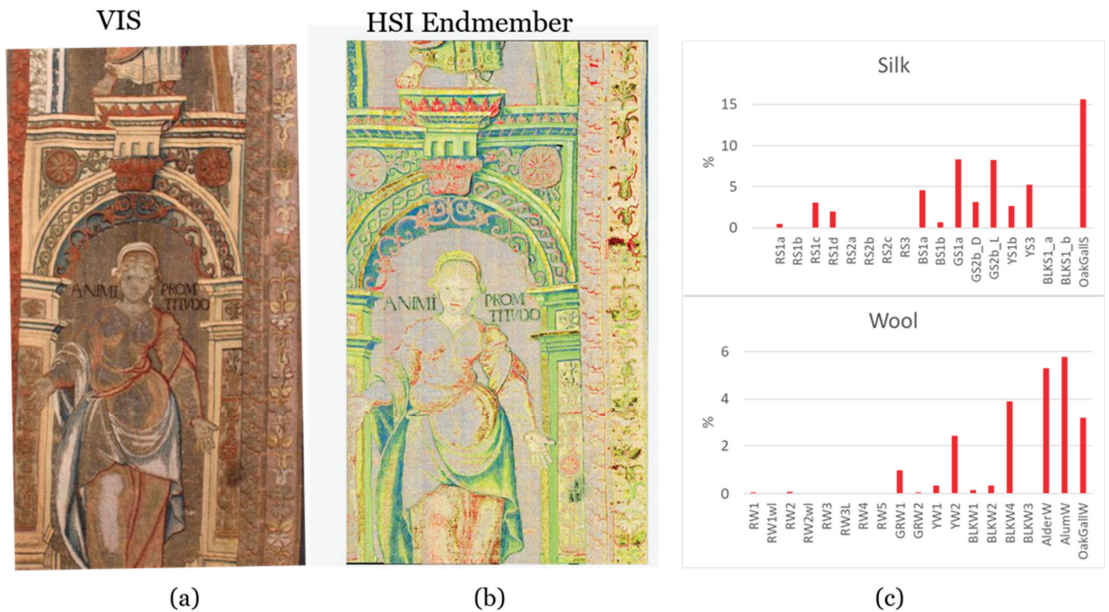 VIS
HSI Endmember
ANIMI PROM
TITVDO
ANIMI PROM
TITVDO
Silk
15
10
5
0
%
RS1a
RS1b
RS1c
RS1d
RS2a
RS2b
RS2c
RS3
BS1a
BS1b
GS1a
GS2b_D
GS2b_L
YS1b
YS3
BLKS1_a
BLKS1_b
OakGallS
Wool
6
4
2
0
%
RW1
RW1wl
RW2
RW2wl
RW3
RW3L
RW4
RW5
GRW1
GRW2
YW1
YW2
BLKW1
BLKW2
BLKW4
BLKW3
AlderW
AlumW
OakGallW
(a)
(b)
(c)